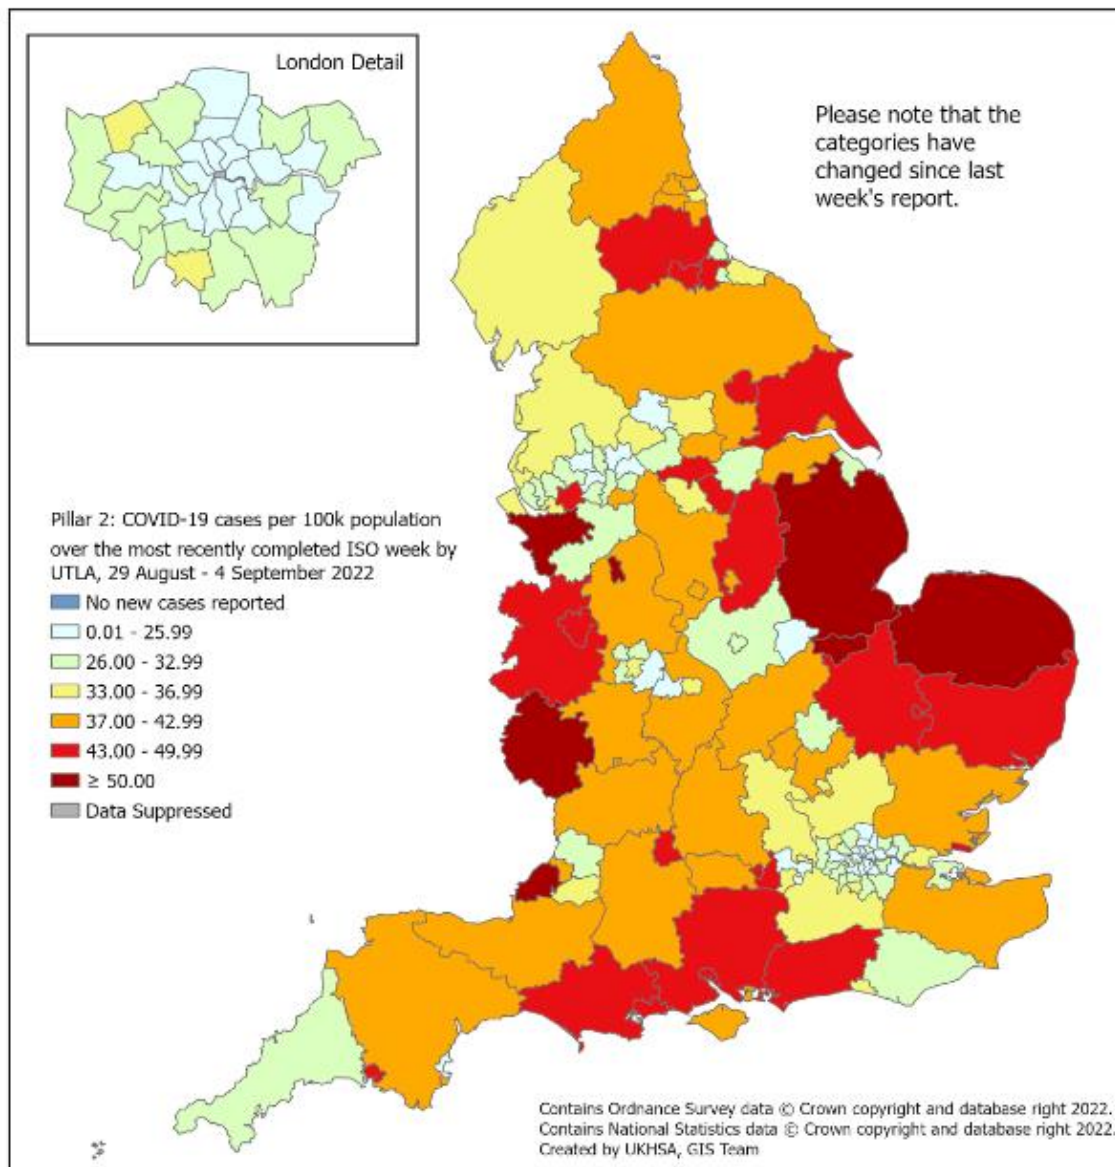 London Detail
Please note that the
categories have
changed since last
week's report.
Pillar 2: COVID-19 cases per 100k population
over the most recently completed ISO week by
UTLA, 29 August - 4 September 2022
No new cases reported
0.01 - 25.99
26.00 - 32.99
33.00 - 36.99
37.00 - 42.99
43.00 - 49.99
≥ 50.00
Data Suppressed
Contains Ordnance Survey data © Crown copyright and database right 2022.
Contains National Statistics data © Crown copyright and database right 2022.
Created by UKHSA, GIS Team